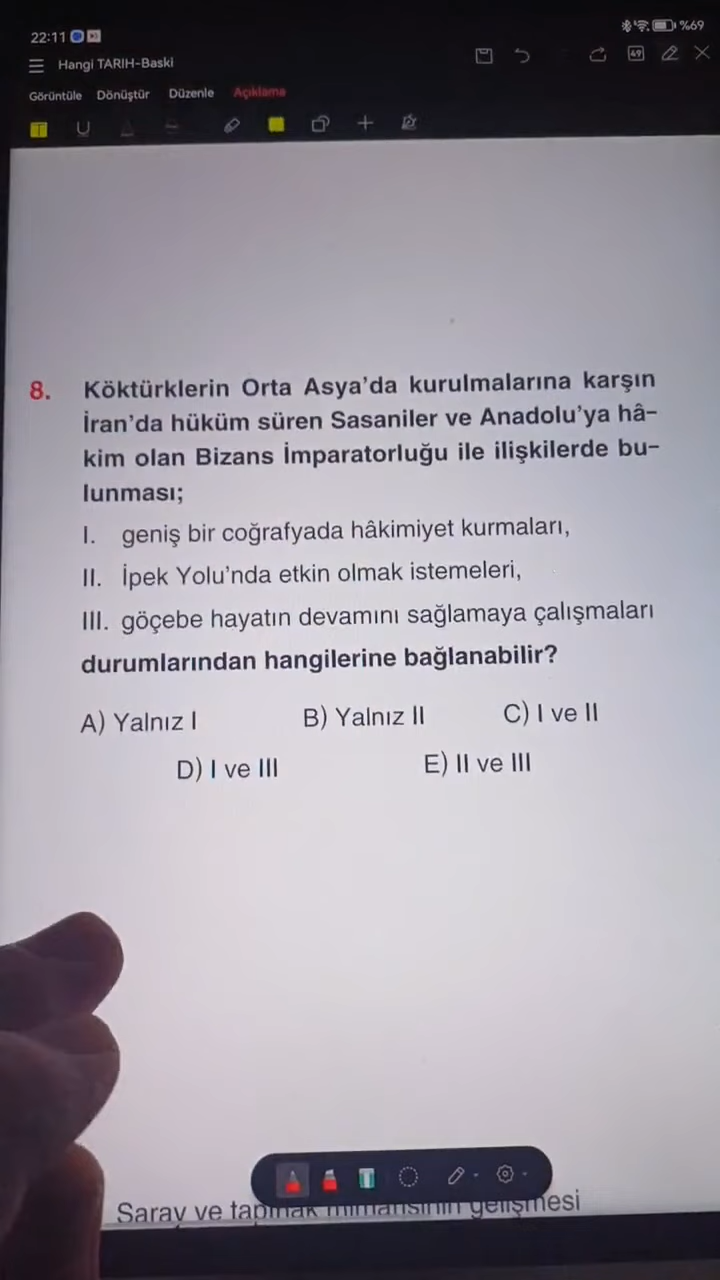 22:11
%69
Hangi TARIH-Baski
49
Görüntüle Dönüştür Düzenle Açıklama
T U
8. Köktürklerin Orta Asya'da kurulmalarına karşın
İran'da hüküm süren Sasaniler ve Anadolu'ya hâ-
kim olan Bizans İmparatorluğu ile ilişkilerde bu-
lunması;
I. geniş bir coğrafyada hâkimiyet kurmaları,
II. İpek Yolu'nda etkin olmak istemeleri,
III. göçebe hayatın devamını sağlamaya çalışmaları
durumlarından hangilerine bağlanabilir?
A) Yalnız I B) Yalnız II C) I ve II
D) I ve III E) II ve III
Saray ve tapınak mimarisinin gelişmesi